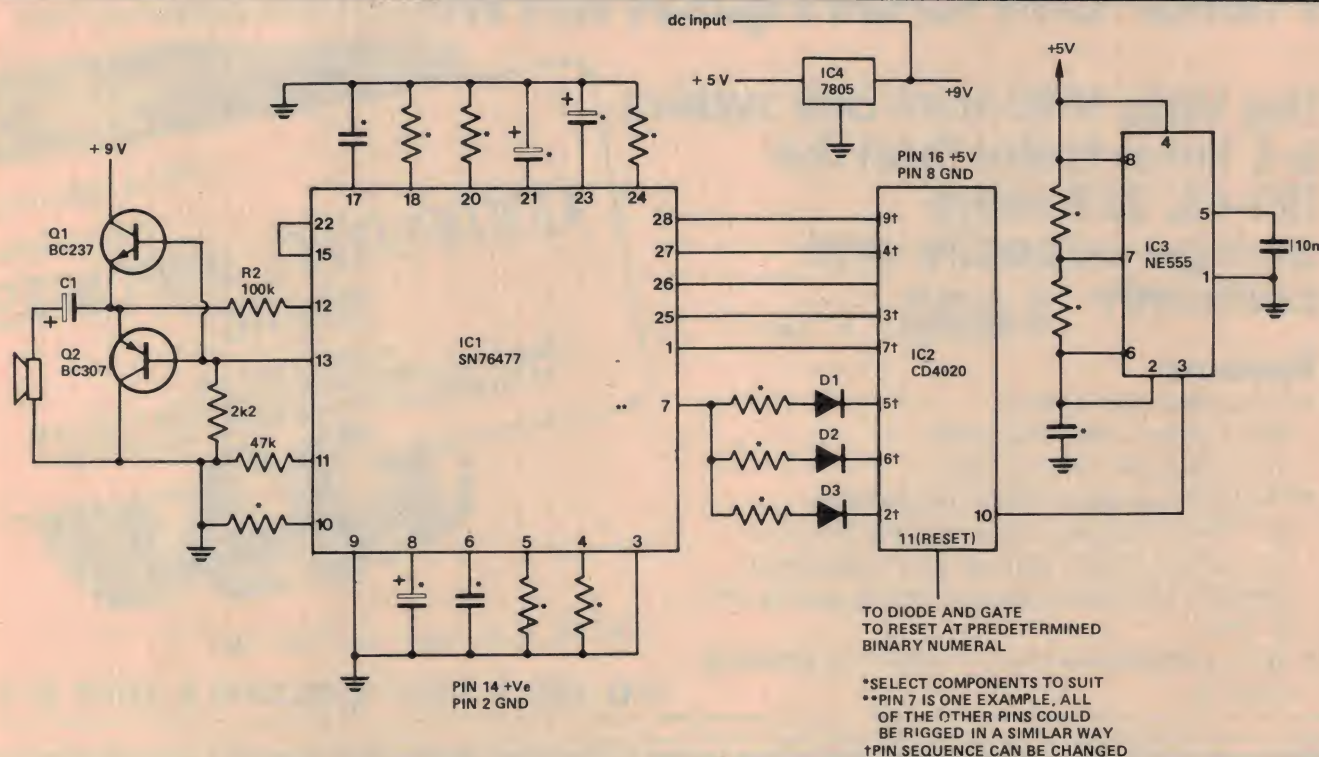 dc input
+ 5 V
IC4
7805
+9V
+5V
+ 9 V
Q1
BC237
C1
+
Q2
BC307
R2
100k
2k2
47k
+
+
17
18
20
21
23
24
22
15
12
13
11
10
IC1
SN76477
28
27
26
25
1
** 7
9
8
6
5
4
3
+
PIN 14 +Ve
PIN 2 GND
D1
D2
D3
PIN 16 +5V
PIN 8 GND
9†
4†
3†
7†
IC2
CD4020
5†
6†
2†
10
11(RESET)
4
8
5
IC3
NE555
7
1
6
2
3
10n
TO DIODE AND GATE
TO RESET AT PREDETERMINED
BINARY NUMERAL
*SELECT COMPONENTS TO SUIT
**PIN 7 IS ONE EXAMPLE, ALL
OF THE OTHER PINS COULD
BE RIGGED IN A SIMILAR WAY
†PIN SEQUENCE CAN BE CHANGED